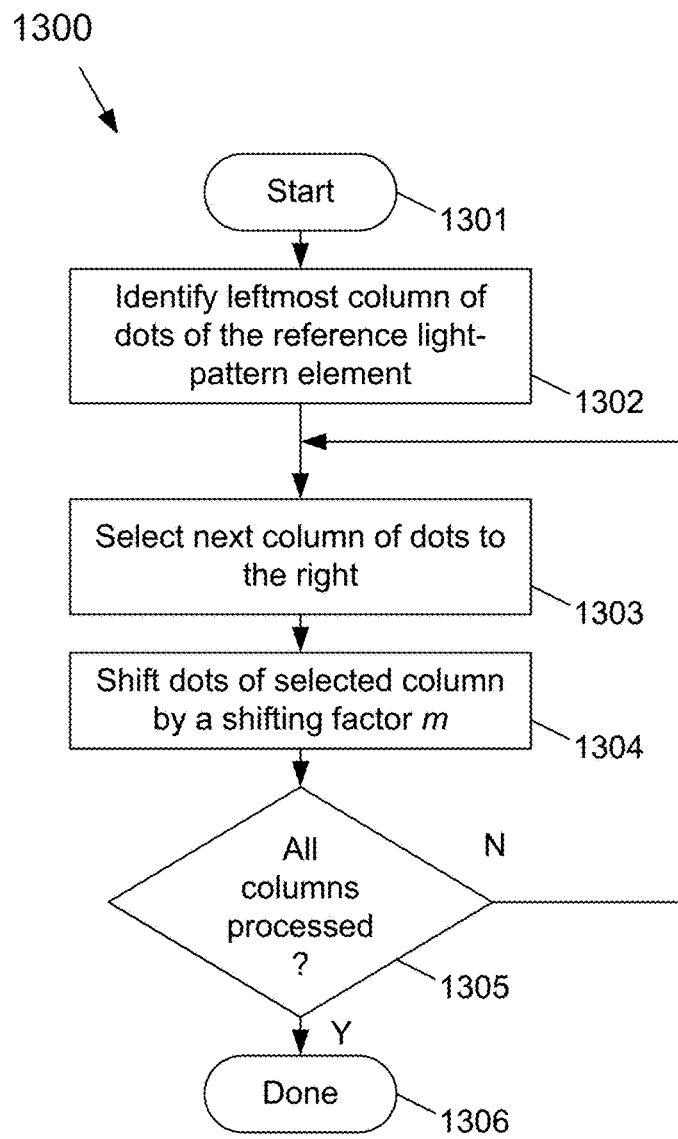 1300
Start
1301
Identify leftmost column of
dots of the reference light-
pattern element
1302
Select next column of dots to
the right
1303
Shift dots of selected column
by a shifting factor m
1304
All
columns
processed
?
N
1305
Y
Done
1306